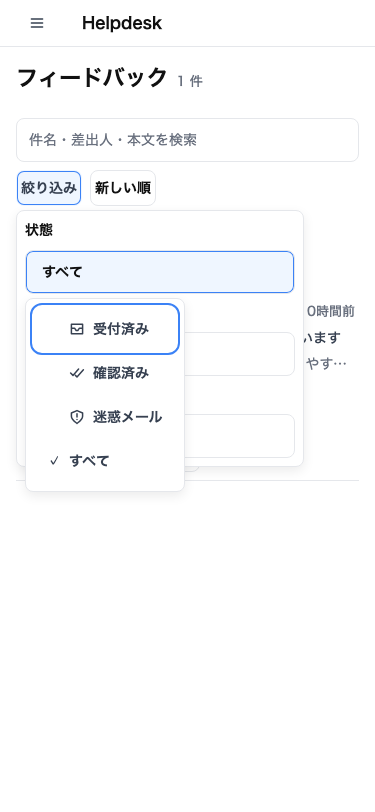 Helpdesk
フィードバック 1 件
件名・差出人・本文を検索
絞り込み 新しい順
状態
すべて
0時間前
受付済み
います
確認済み
やす…
迷惑メール
✓ すべて